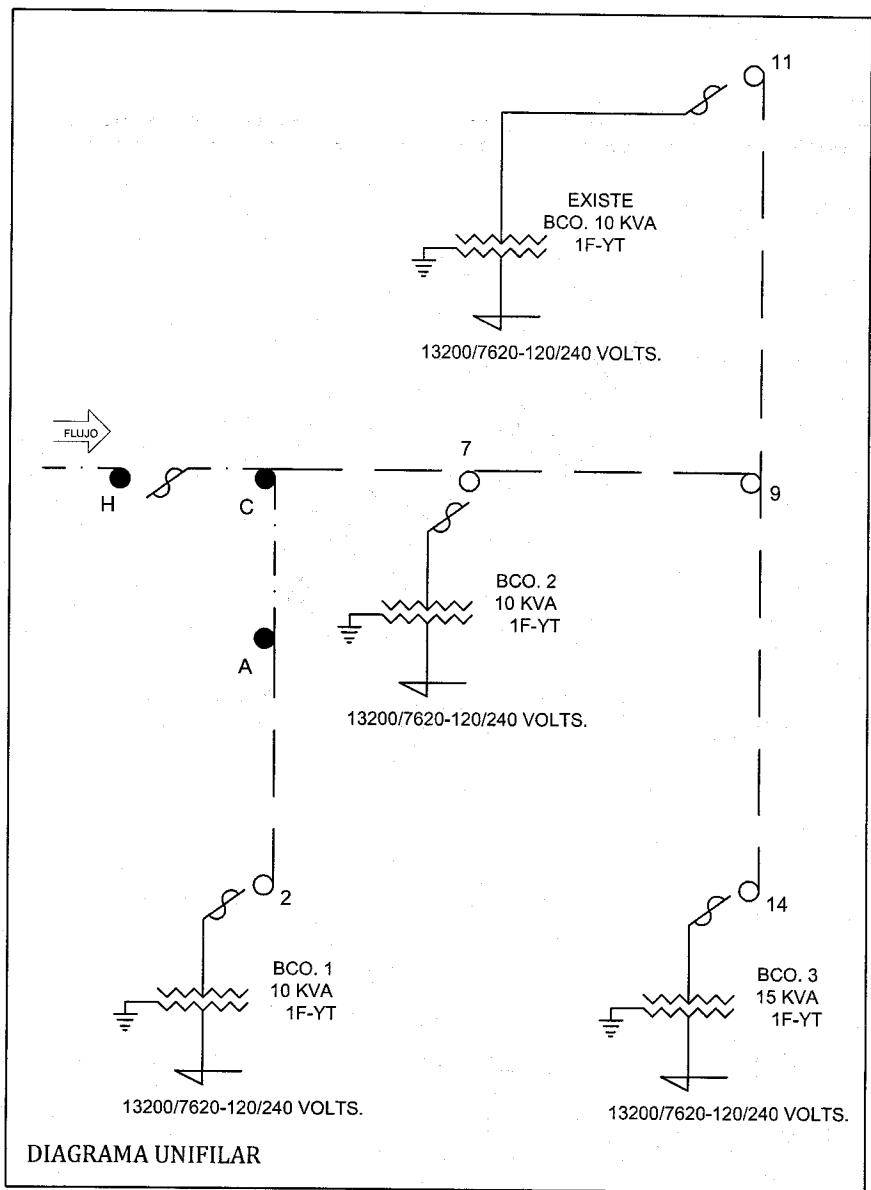 11
EXISTE
BCO. 10 KVA
1F-YT
13200/7620-120/240 VOLTS.
FLUJO
H
C
7
9
BCO. 2
10 KVA
1F-YT
A
13200/7620-120/240 VOLTS.
2
14
BCO. 1
10 KVA
1F-YT
BCO. 3
15 KVA
1F-YT
13200/7620-120/240 VOLTS.
13200/7620-120/240 VOLTS.
DIAGRAMA UNIFILAR